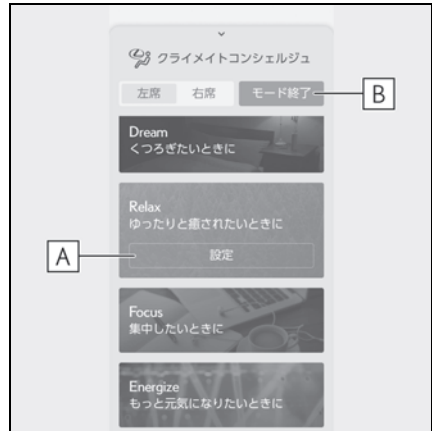 クライメイトコンシェルジュ
左席 右席 モード終了 B
Dream
くつろぎたいときに
Relax
ゆったりと癒されたいときに
A 設定
Focus
集中したいときに
Energize
もっと元気になりたいときに